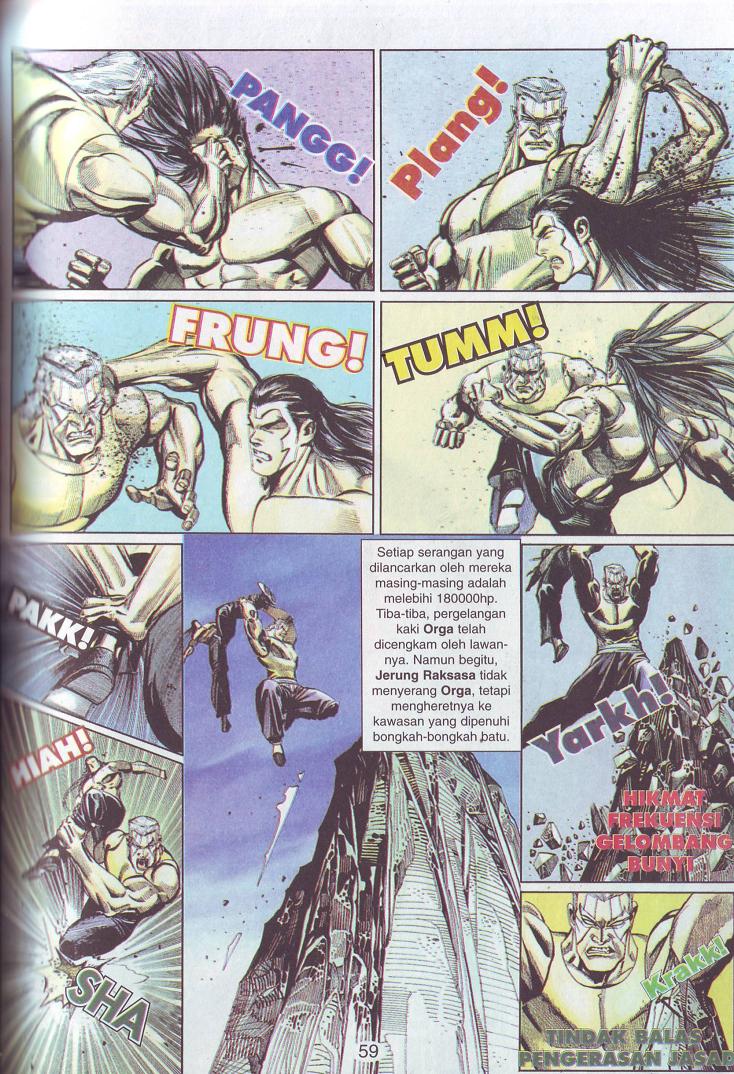 PANGG!
Plang!
FRUNG!
TUMM!
PAKK!
Setiap serangan yang
dilancarkan oleh mereka
masing-masing adalah
melebihi 180000hp.
Tiba-tiba, pergelangan
kaki Orga telah
dicengkam oleh lawan-
nya. Namun begitu,
Jerung Raksasa tidak
menyerang Orga, tetapi
mengheretnya ke
kawasan yang dipenuhi
bongkah-bongkah batu.
Yarkh!
HIKMAT
FREKUENSI
GELOMBANG
BUNYI
HIAH!
SHA
Krakk!
TINDAK BALAS
PENGERASAN JASAD
59